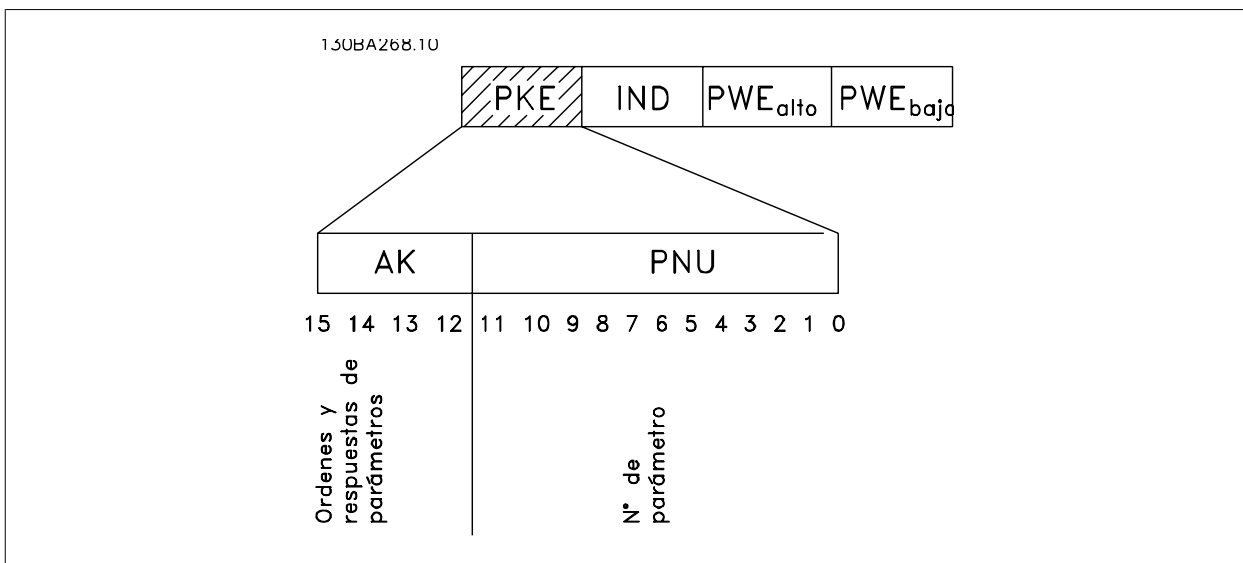 130BA268.10
PKE IND PWEalto PWEbajo
AK PNU
15 14 13 12 11 10 9 8 7 6 5 4 3 2 1 0
Ordenes y
respuestas de
parámetros
N° de
parámetro